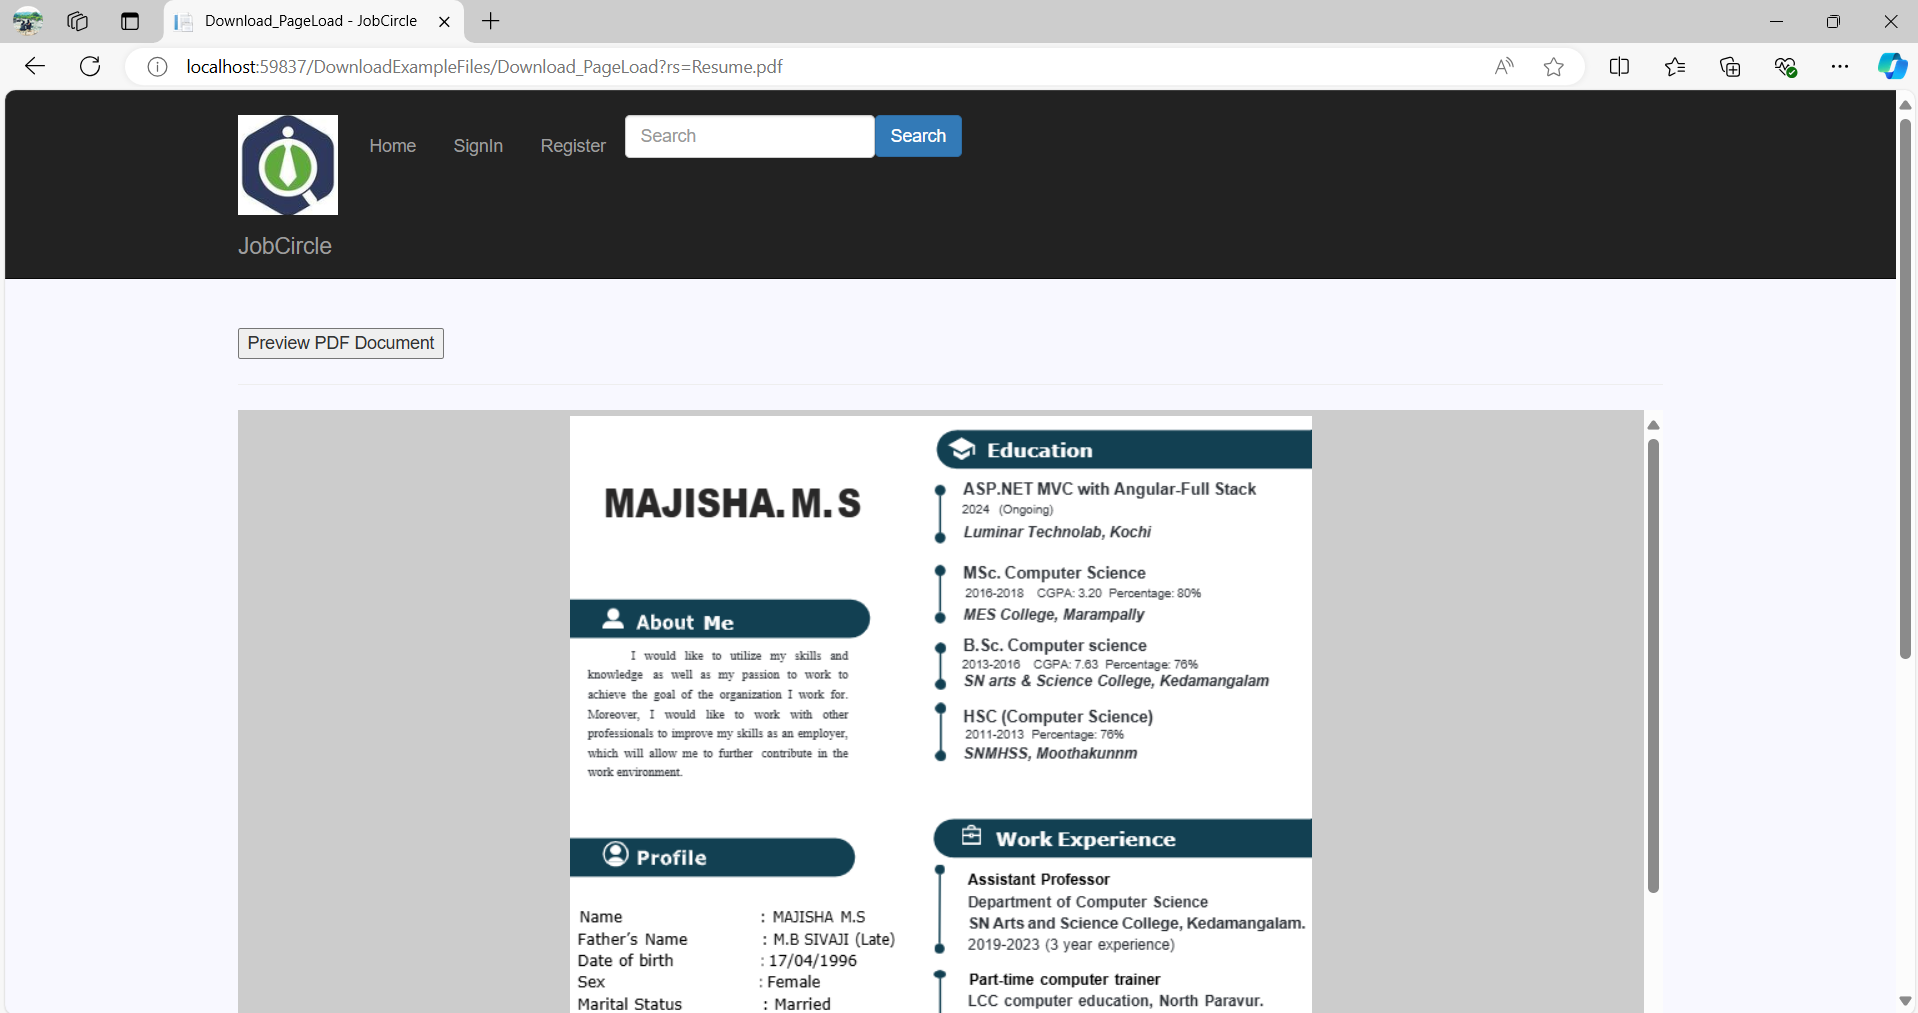 Download_PageLoad - JobCircle
localhost:59837/DownloadExampleFiles/Download_PageLoad?rs=Resume.pdf
Home
SignIn
Register
Search
Search
JobCircle
Preview PDF Document
MAJISHA.M.S
About Me
I would like to utilize my skills and
knowledge as well as my passion to work to
achieve the goal of the organization I work for.
Moreover, I would like to work with other
professionals to improve my skills as an employer,
which will allow me to further contribute in the
work environment.
Profile
Name : MAJISHA M.S
Father's Name : M.B SIVAJI (Late)
Date of birth : 17/04/1996
Sex : Female
Marital Status : Married
Education
ASP.NET MVC with Angular-Full Stack
2024 (Ongoing)
Luminar Technolab, Kochi
MSc. Computer Science
2016-2018 CGPA: 3.20 Percentage: 80%
MES College, Marampally
B.Sc. Computer science
2013-2016 CGPA: 7.63 Percentage: 76%
SN arts & Science College, Kedamangalam
HSC (Computer Science)
2011-2013 Percentage: 76%
SNMHSS, Moothakunnm
Work Experience
Assistant Professor
Department of Computer Science
SN Arts and Science College, Kedamangalam.
2019-2023 (3 year experience)
Part-time computer trainer
LCC computer education, North Paravur.